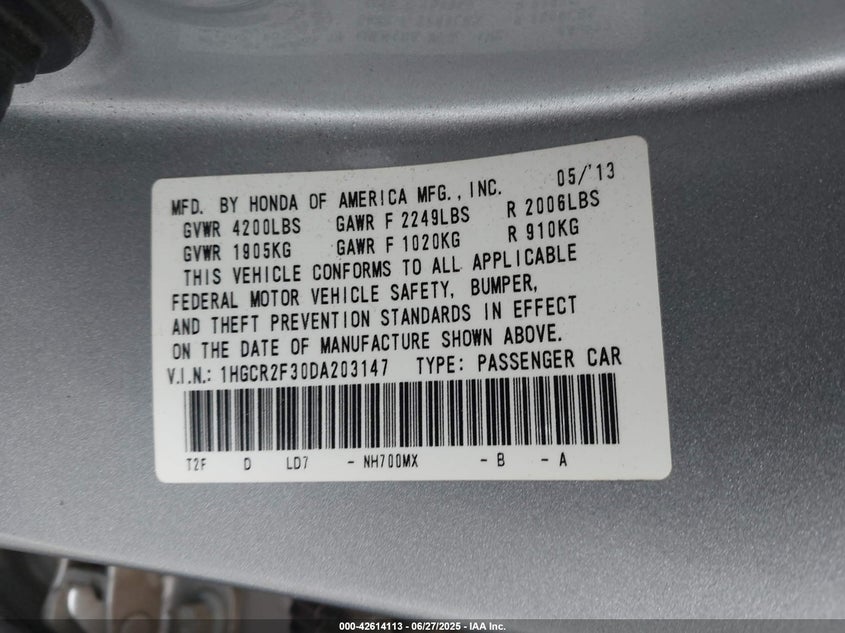 MFD. BY HONDA OF AMERICA MFG., INC. 05/'13
GVWR 4200LBS GAWR F 2249LBS R 2006LBS
GVWR 1905KG GAWR F 1020KG R 910KG
THIS VEHICLE CONFORMS TO ALL APPLICABLE
FEDERAL MOTOR VEHICLE SAFETY, BUMPER,
AND THEFT PREVENTION STANDARDS IN EFFECT
ON THE DATE OF MANUFACTURE SHOWN ABOVE.
V.I.N.: 1HGCR2F30DA203147 TYPE: PASSENGER CAR
T2F D LD7 - NH700MX - B - A
000-42614113 - 06/27/2025 - IAA Inc.